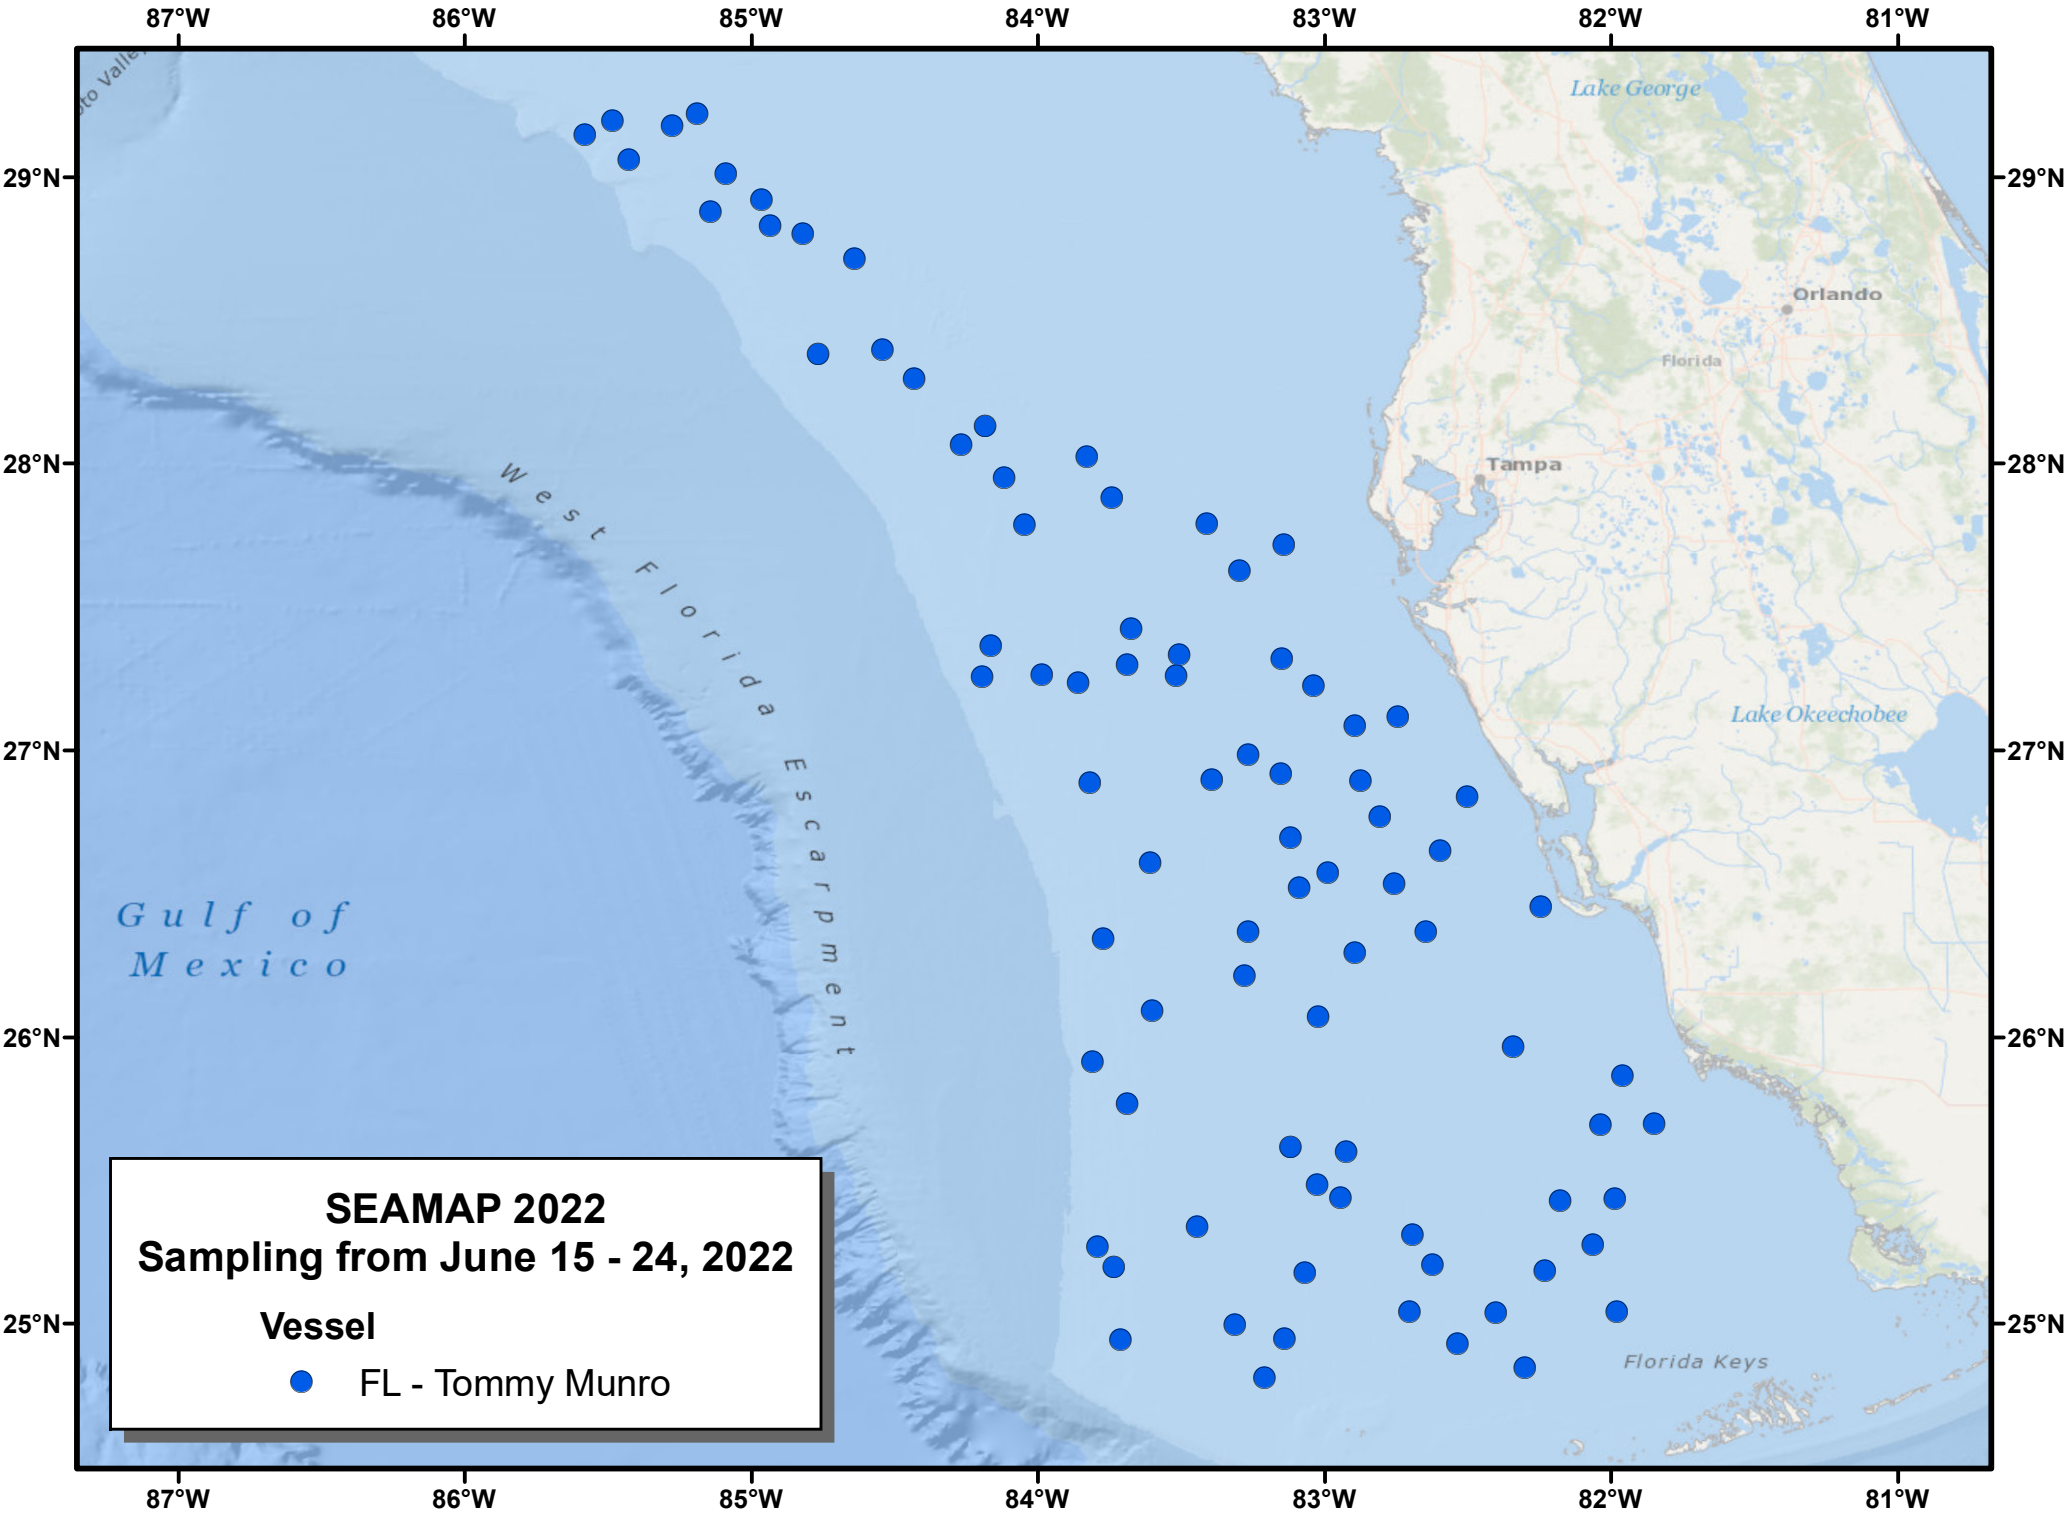 87°W 86°W 85°W 84°W 83°W 82°W 81°W
Lake George
29°N 29°N
Orlando
Florida
28°N 28°N
Tampa
West Florida Escarpment
Lake Okeechobee
27°N 27°N
Gulf of
Mexico
26°N 26°N
SEAMAP 2022
Sampling from June 15 - 24, 2022
Vessel
FL - Tommy Munro
25°N 25°N
Florida Keys
87°W 86°W 85°W 84°W 83°W 82°W 81°W